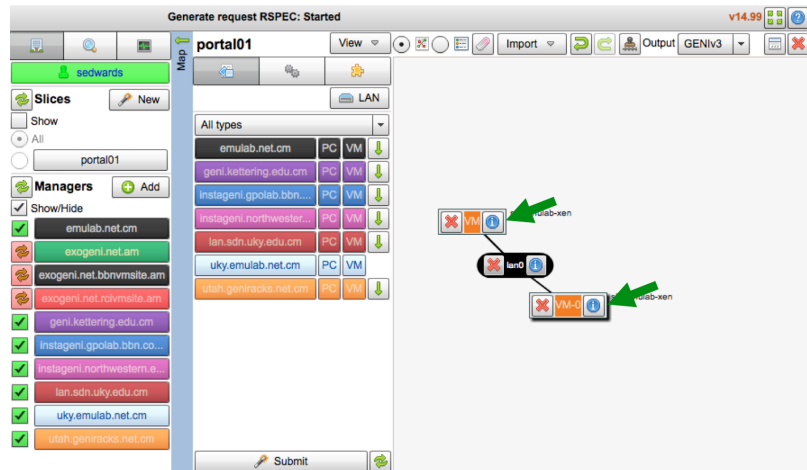 Generate request RSPEC: Started
v14.99
Map
portal01
View
Import
Output
GENIv3
sedwards
Slices
New
Show
All
portal01
Managers
Add
Show/Hide
emulab.net.cm
exogeni.net.am
exogeni.net.bbnvmsite.am
exogeni.net.rcivmsite.am
geni.kettering.edu.cm
instageni.gpolab.bbn.co...
instageni.northwestern.e...
lan.sdn.uky.edu.cm
uky.emulab.net.cm
utah.geniracks.net.cm
LAN
All types
emulab.net.cm PC VM
geni.kettering.edu.cm PC VM
instageni.gpolab.bbn.... PC VM
instageni.northwester... PC VM
lan.sdn.uky.edu.cm PC VM
uky.emulab.net.cm PC VM
utah.geniracks.net.cm PC VM
Submit
VM
lan0
VM-0